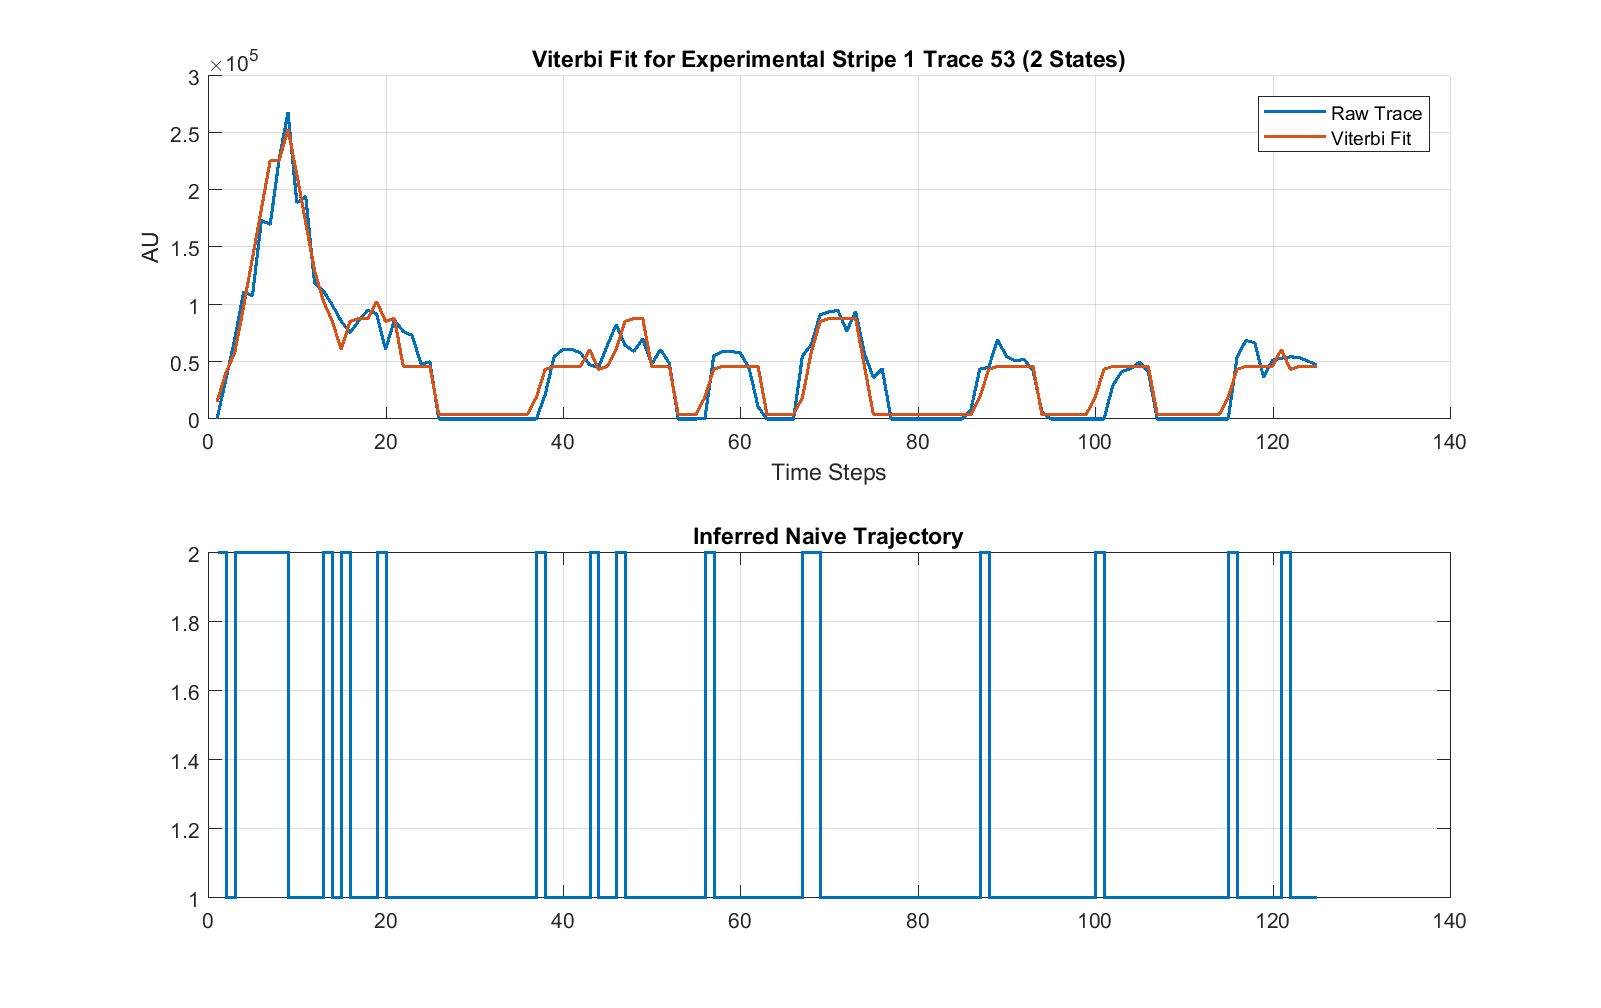 Viterbi Fit for Experimental Stripe 1 Trace 53 (2 States)
×10⁵
3
2.5
2
1.5
1
0.5
0
AU
Raw Trace
Viterbi Fit
0 20 40 60 80 100 120 140
Time Steps
Inferred Naive Trajectory
2
1.8
1.6
1.4
1.2
1
0 20 40 60 80 100 120 140